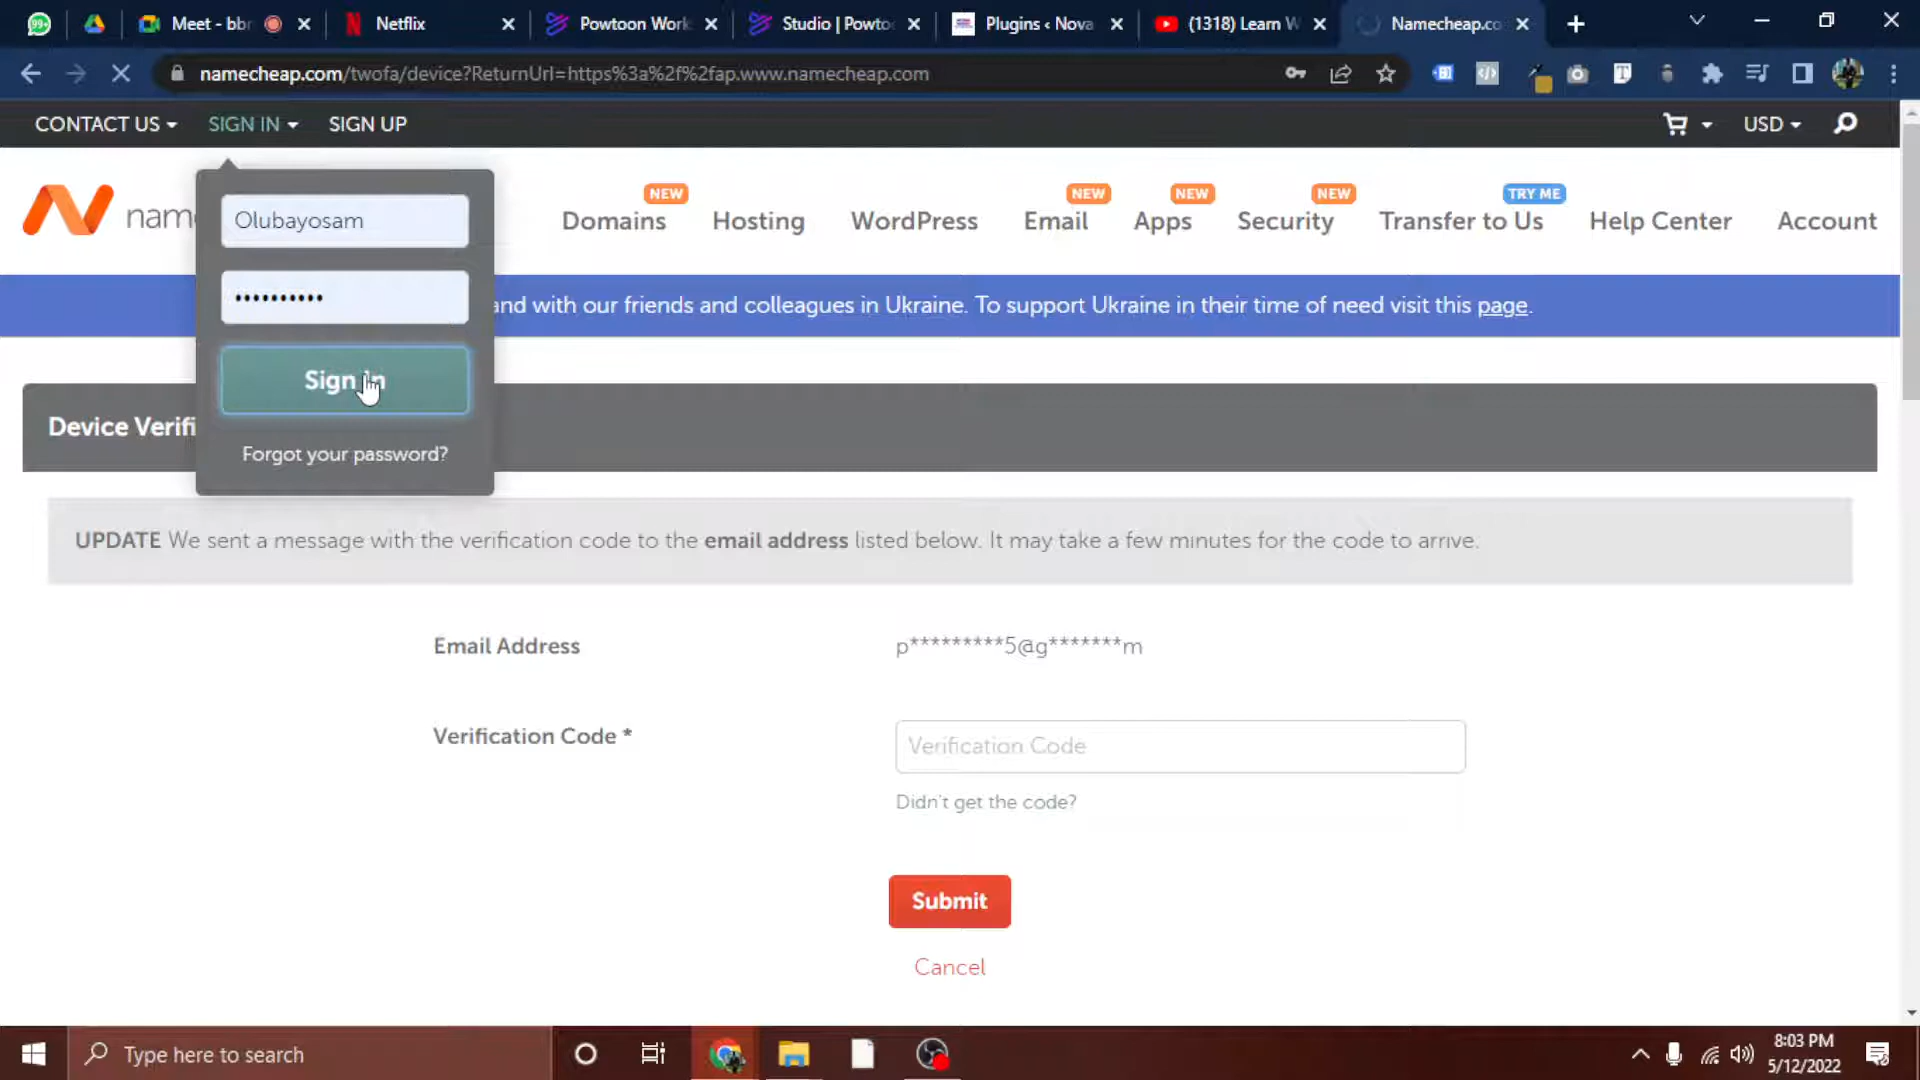 99+
Meet - bbr
Netflix
Powtoon Work
Studio | Powto
Plugins ‹ Nova
(1318) Learn W
Namecheap.co
namecheap.com/twofa/device?ReturnUrl=https%3a%2f%2fap.www.namecheap.com
CONTACT US
SIGN IN
SIGN UP
USD
name
Domains
NEW
Hosting
WordPress
Email
NEW
Apps
NEW
Security
NEW
Transfer to Us
TRY ME
Help Center
Account
Olubayosam
••••••••••
Sign in
Forgot your password?
and with our friends and colleagues in Ukraine. To support Ukraine in their time of need visit this page.
Device Verifi
UPDATE We sent a message with the verification code to the email address listed below. It may take a few minutes for the code to arrive.
Email Address
p*********5@g*******m
Verification Code *
Verification Code
Didn't get the code?
Submit
Cancel
Type here to search
8:03 PM
5/12/2022